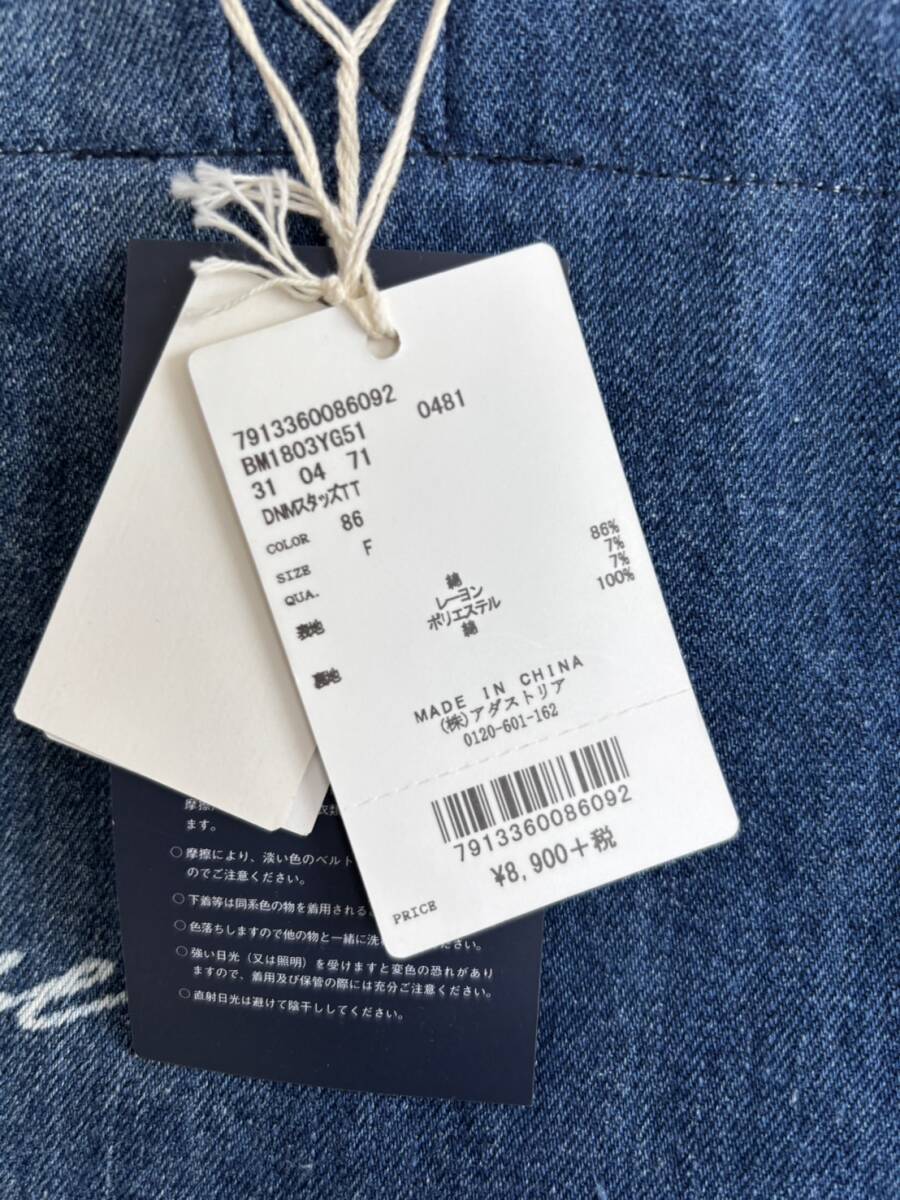 7913360086092
0481
BM1803YG51
31 04 71
DNMスタッズTT
COLOR 86
SIZE F
QUA.
表地 綿 86%
レーヨン 7%
ポリエステル 7%
裏地 綿 100%
MADE IN CHINA
(株)アダストリア
0120-601-162
7913360086092
¥8,900+税
PRICE
ます。
○摩擦により、淡い色のベルト
のでご注意ください。
○下着等は同系色の物を着用される
○色落ちしますので他の物と一緒に洗 ださい。
○強い日光（又は照明）を受けますと変色の恐れがあり
ますので、着用及び保管の際には充分ご注意ください。
○直射日光は避けて陰干ししてください。